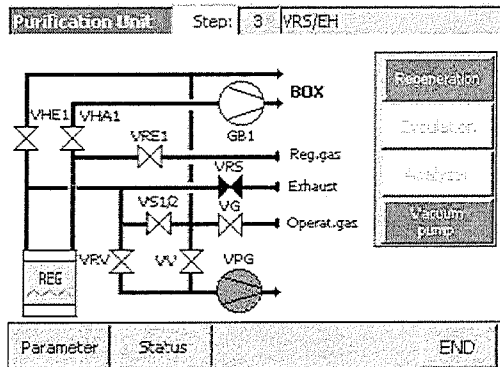 Purification Unit Step: 3 VRS/EH
BOX
VHE1 VHA1
GB1
VRE1
Reg.gas
VRS
Exhaust
VS1/2 VG
Operat.gas
VRV VV VPG
REG
Regeneration
Circulation
Analyzer
Vacuum
pump
Parameter Status END